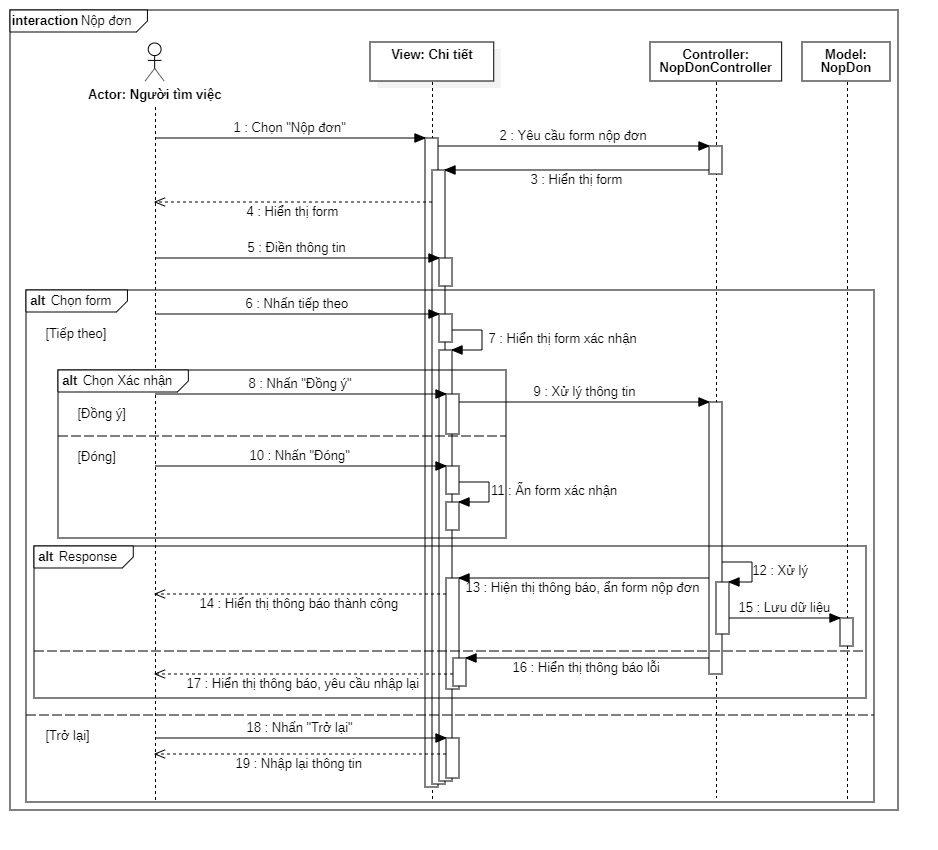 interaction Nộp đơn
Actor: Người tìm việc
View: Chi tiết
Controller:
NopDonController
Model:
NopDon
1 : Chọn "Nộp đơn"
2 : Yêu cầu form nộp đơn
3 : Hiển thị form
4 : Hiển thị form
5 : Điền thông tin
alt Chọn form
6 : Nhấn tiếp theo
[Tiếp theo]
7 : Hiển thị form xác nhận
alt Chọn Xác nhận
8 : Nhấn "Đồng ý"
9 : Xử lý thông tin
[Đồng ý]
[Đóng]
10 : Nhấn "Đóng"
11 : Ẩn form xác nhận
alt Response
12 : Xử lý
13 : Hiện thị thông báo, ẩn form nộp đơn
14 : Hiển thị thông báo thành công
15 : Lưu dữ liệu
16 : Hiển thị thông báo lỗi
17 : Hiển thị thông báo, yêu cầu nhập lại
[Trở lại]
18 : Nhấn "Trở lại"
19 : Nhập lại thông tin